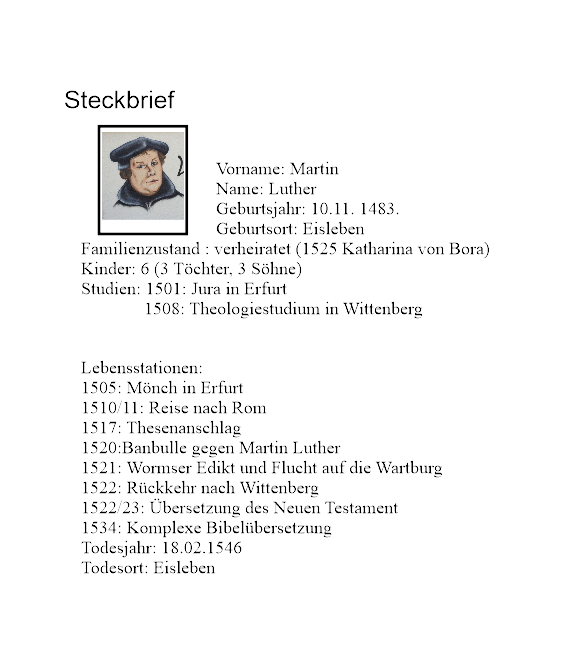 Steckbrief
Vorname: Martin
Name: Luther
Geburtsjahr: 10.11. 1483.
Geburtsort: Eisleben
Familienzustand : verheiratet (1525 Katharina von Bora)
Kinder: 6 (3 Töchter, 3 Söhne)
Studien: 1501: Jura in Erfurt
1508: Theologiestudium in Wittenberg
Lebensstationen:
1505: Mönch in Erfurt
1510/11: Reise nach Rom
1517: Thesenanschlag
1520:Banbulle gegen Martin Luther
1521: Wormser Edikt und Flucht auf die Wartburg
1522: Rückkehr nach Wittenberg
1522/23: Übersetzung des Neuen Testament
1534: Komplexe Bibelübersetzung
Todesjahr: 18.02.1546
Todesort: Eisleben